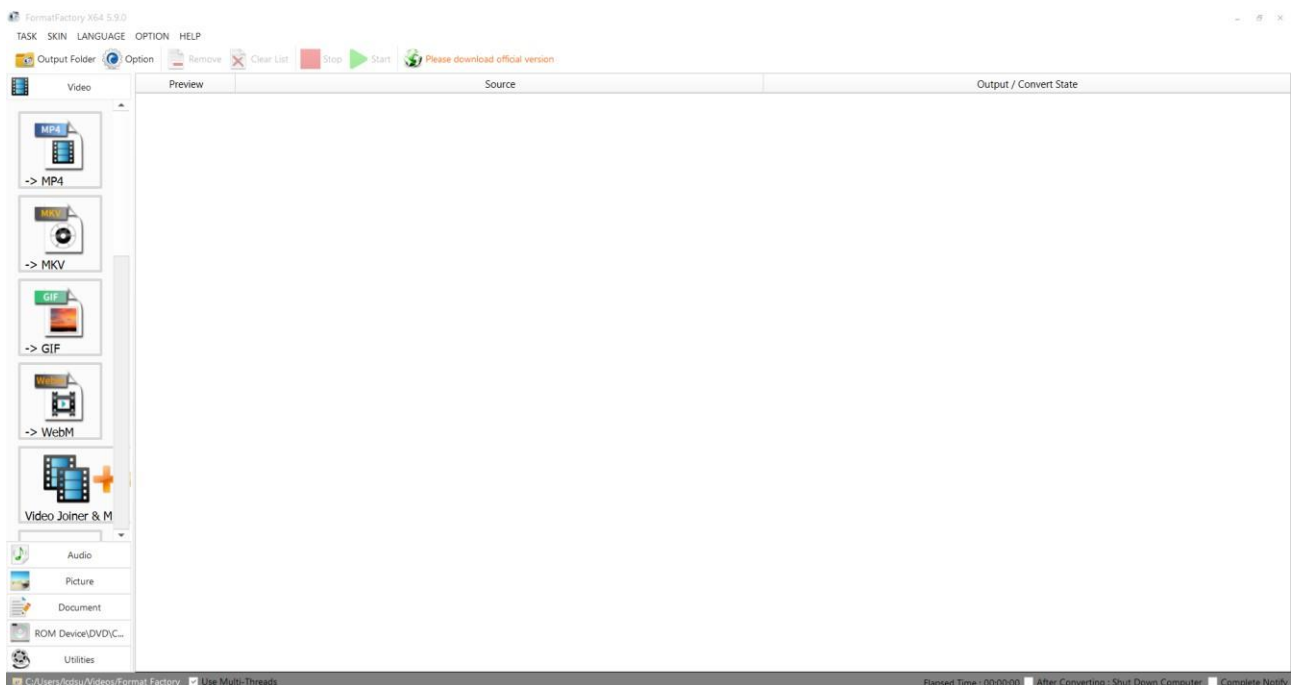 FormatFactory X64 5.9.0
TASK SKIN LANGUAGE OPTION HELP
Output Folder Option Remove Clear List Stop Start Please download official version
Video Preview Source Output / Convert State
MP4
-> MP4
MKV
-> MKV
GIF
-> GIF
WebM
-> WebM
Video Joiner & M
Audio
Picture
Document
ROM Device\DVD\C...
Utilities
C:/Users/lcdsu/Videos/Format Factory Use Multi-Threads Elapsed Time : 00:00:00 After Converting : Shut Down Computer Complete Notify